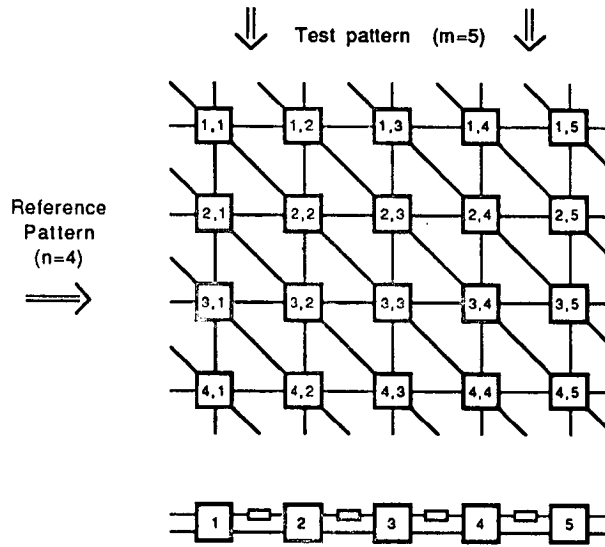 Test pattern (m=5)
1,1 1,2 1,3 1,4 1,5
Reference
Pattern
(n=4)
2,1 2,2 2,3 2,4 2,5
3,1 3,2 3,3 3,4 3,5
4,1 4,2 4,3 4,4 4,5
1 2 3 4 5